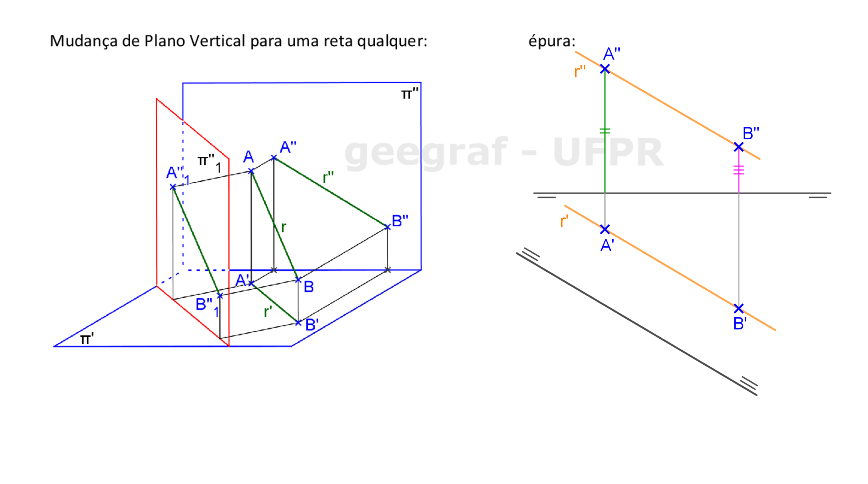 Mudança de Plano Vertical para uma reta qualquer:
épura:
A"
r"
π"
B"
geegraf - UFPR
π"1
A
A"
A"1
r"
r'
B"
r
A'
A'
B
B"1
r'
B'
B'
π'